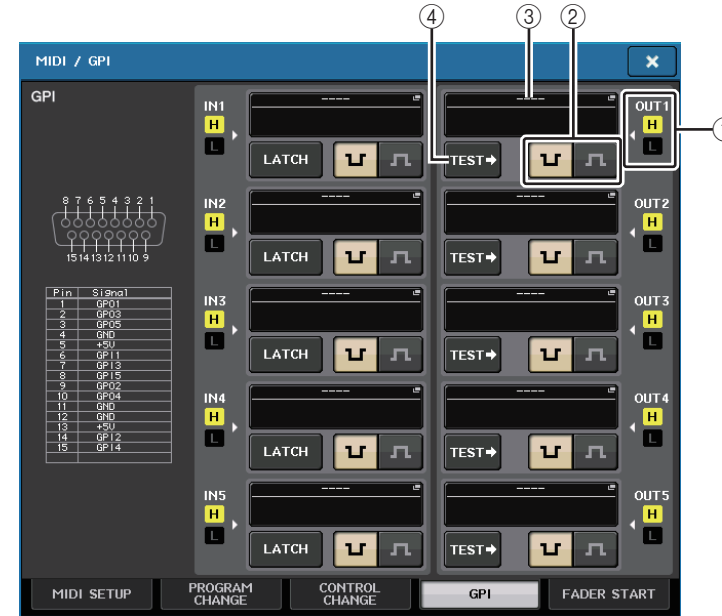 ④ ③ ②
MIDI / GPI ×
GPI
IN1 ---- ---- OUT1
H H
L L
LATCH TEST
8 7 6 5 4 3 2 1
15 14 13 12 11 10 9
IN2 ---- ---- OUT2
H H
L L
LATCH TEST
Pin Signal
1 GPO1
2 GPO3
3 GPO5
4 GND
5 +5V
6 GPI1
7 GPI3
8 GPI5
9 GPO2
10 GPO4
11 GND
12 GND
13 +5V
14 GPI2
15 GPI4
IN3 ---- ---- OUT3
H H
L L
LATCH TEST
IN4 ---- ---- OUT4
H H
L L
LATCH TEST
IN5 ---- ---- OUT5
H H
L L
LATCH TEST
MIDI SETUP
PROGRAM
CHANGE
CONTROL
CHANGE
GPI
FADER START